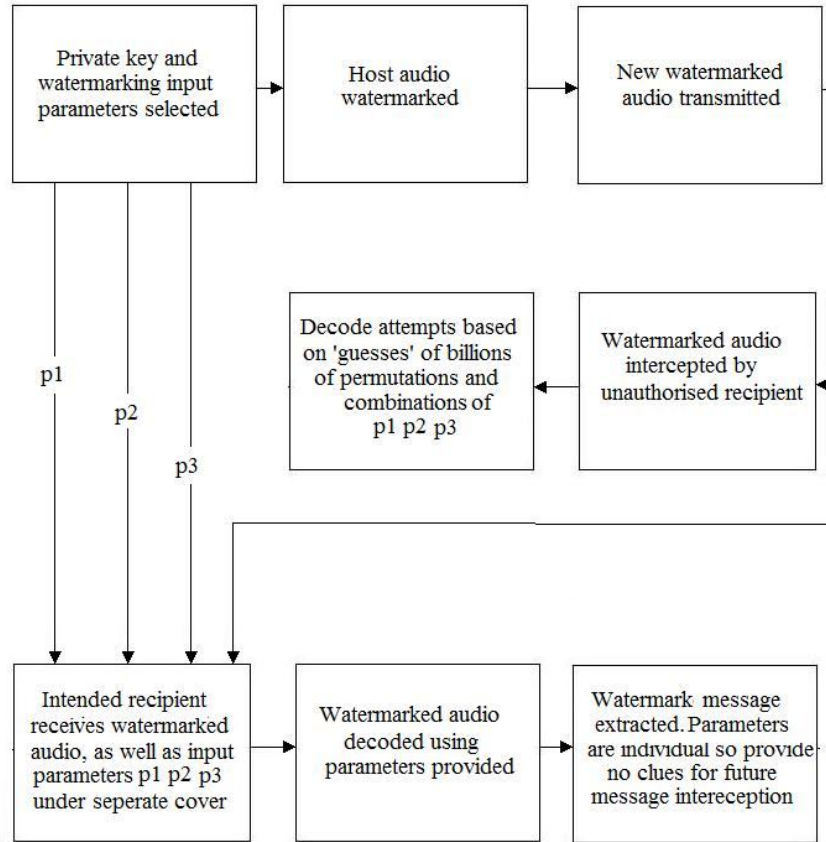 Private key and
watermarking input
parameters selected
Host audio
watermarked
New watermarked
audio transmitted
Decode attempts based
on 'guesses' of billions
of permutations and
combinations of
p1 p2 p3
Watermarked audio
intercepted by
unauthorised recipient
p1
p2
p3
Intended recipient
receives watermarked
audio, as well as input
parameters p1 p2 p3
under seperate cover
Watermarked audio
decoded using
parameters provided
Watermark message
extracted. Parameters
are individual so provide
no clues for future
message intereception